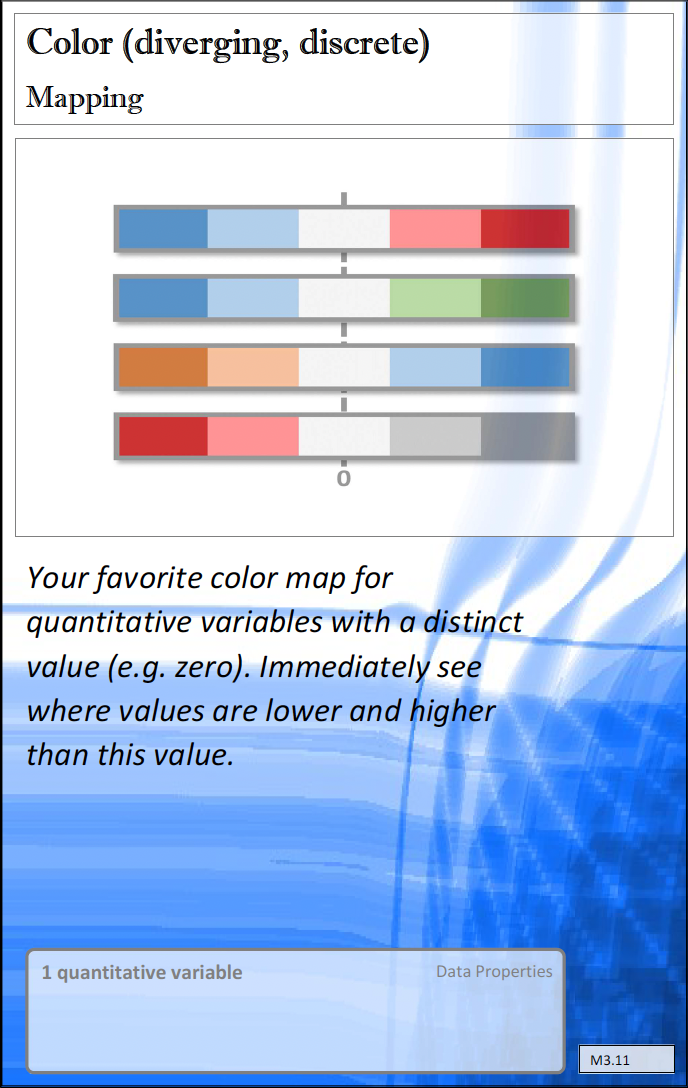 Color (diverging, discrete)
Mapping
0
Your favorite color map for
quantitative variables with a distinct
value (e.g. zero). Immediately see
where values are lower and higher
than this value.
1 quantitative variable
Data Properties
M3.11